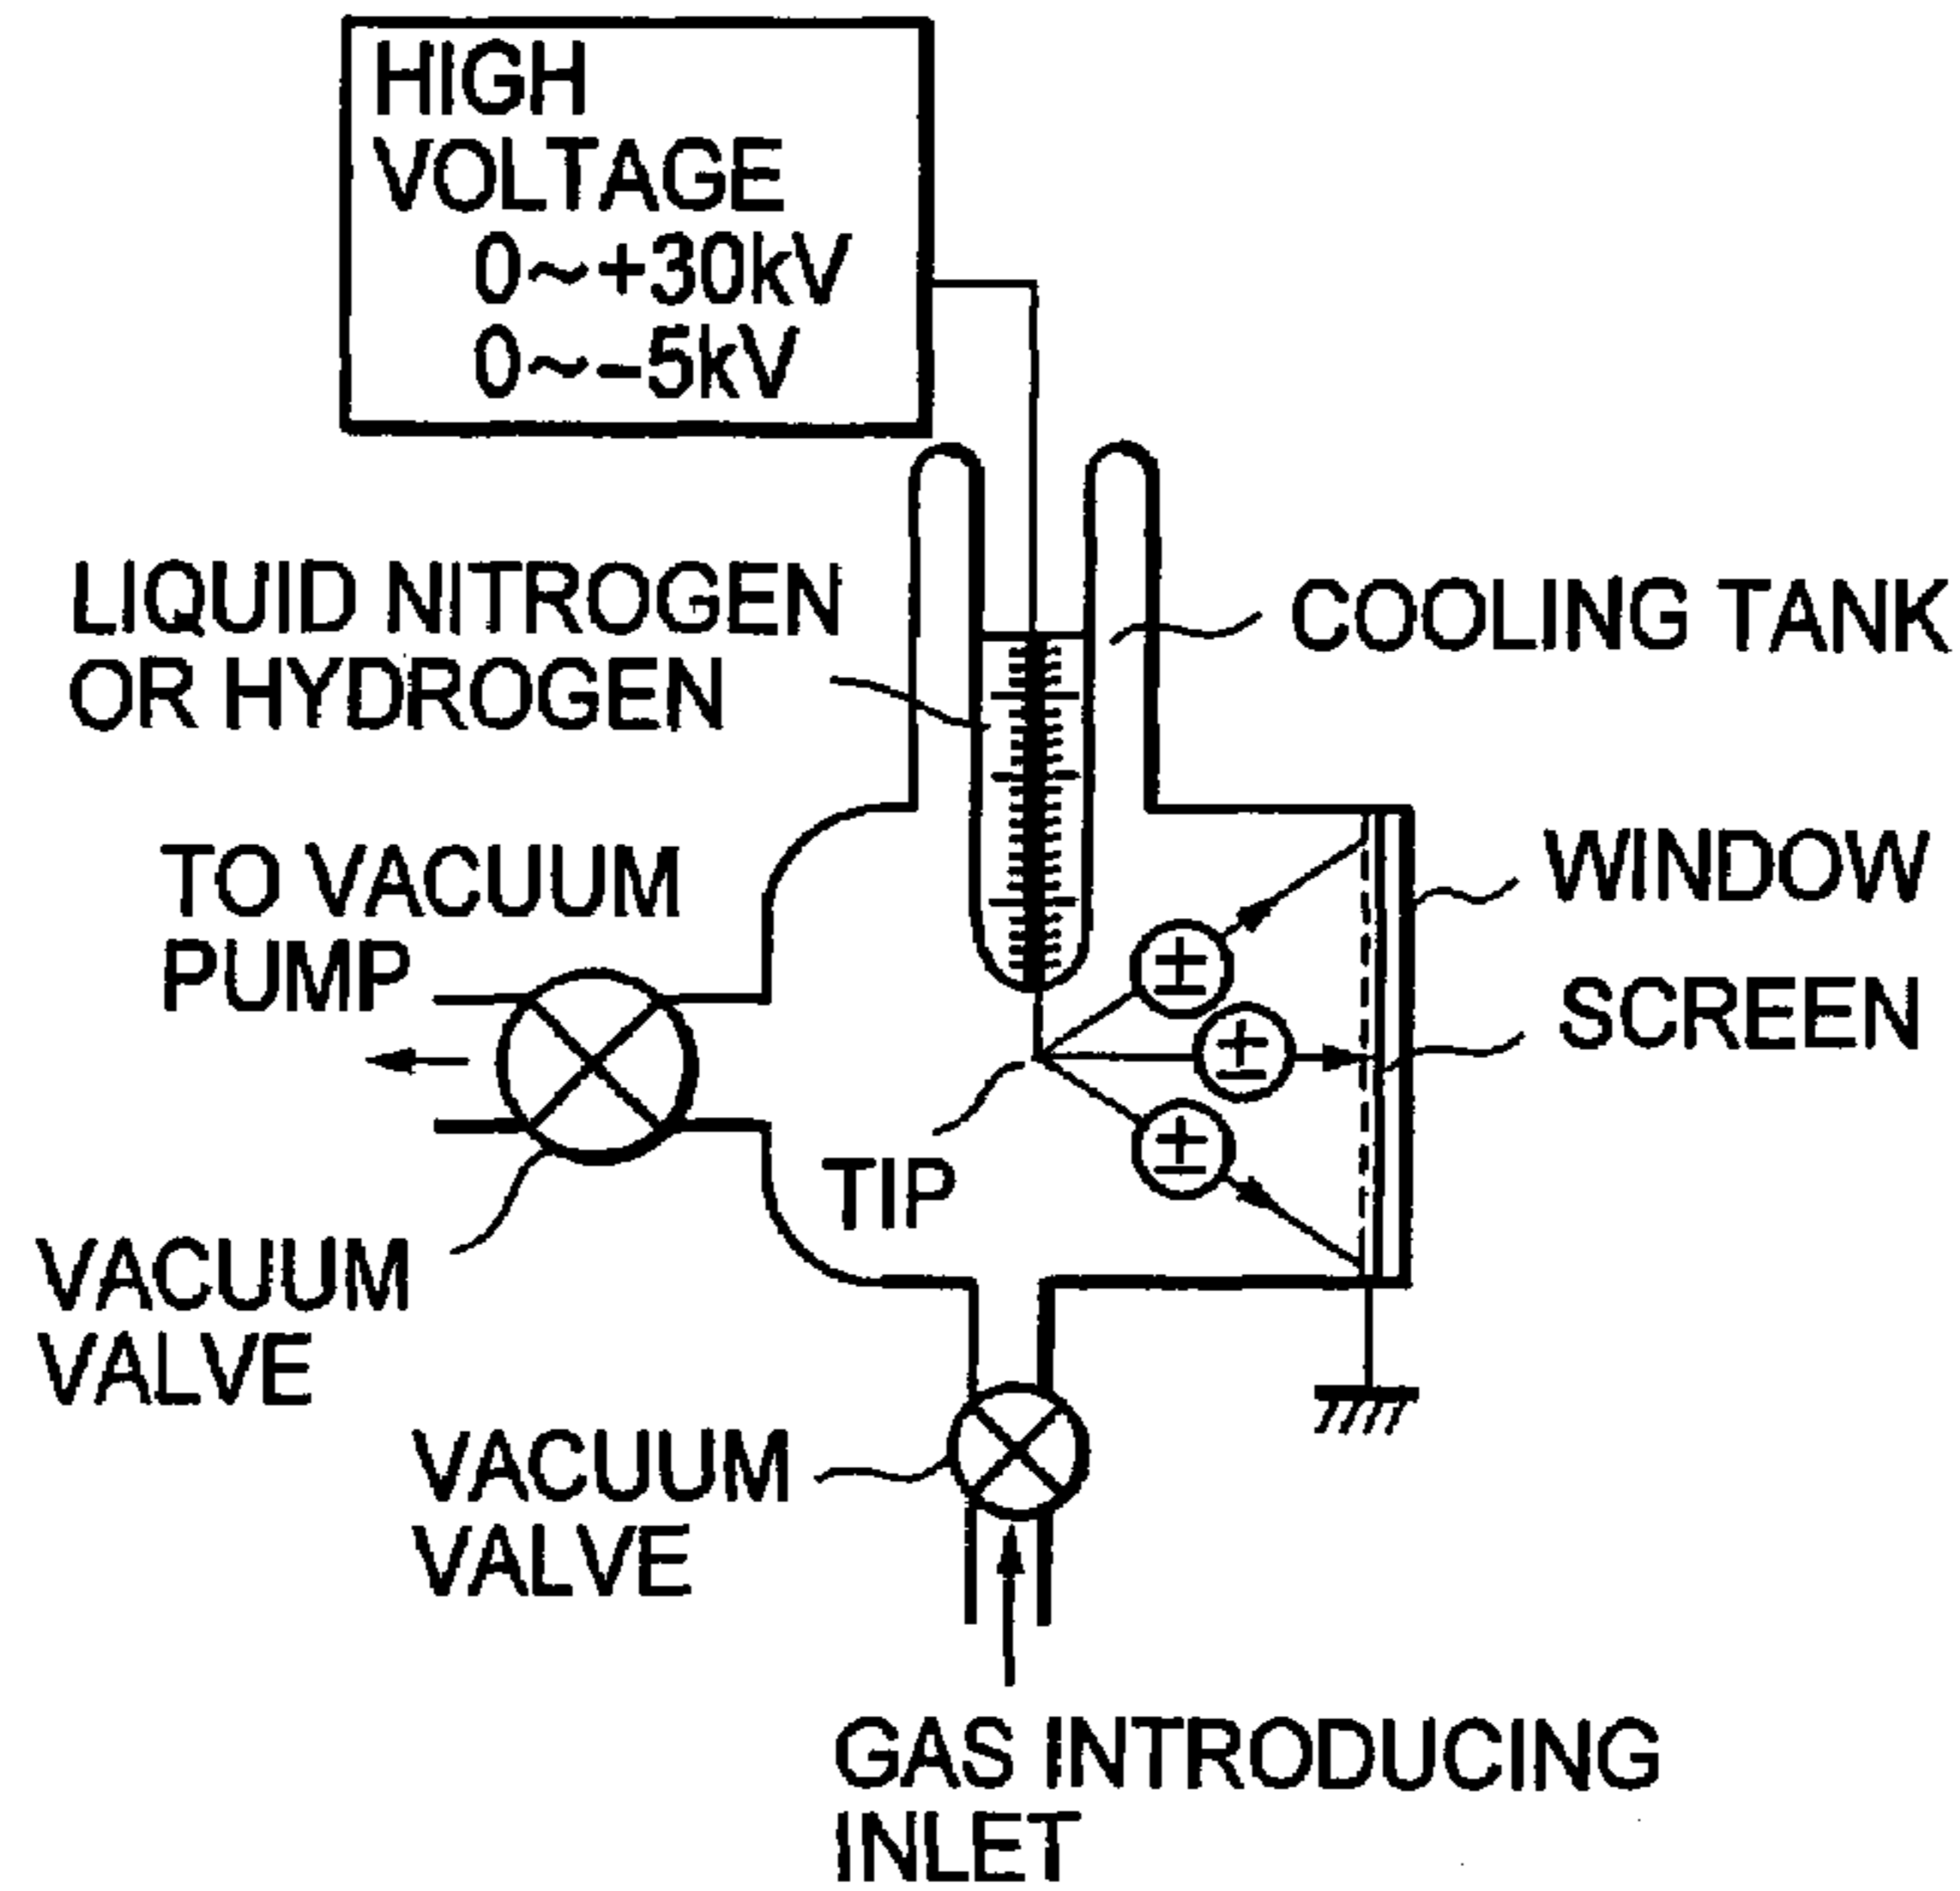 HIGH
VOLTAGE
0~+30kV
0~-5kV
LIQUID NITROGEN
OR HYDROGEN
COOLING TANK
TO VACUUM
PUMP
WINDOW
SCREEN
±
±
±
TIP
VACUUM
VALVE
VACUUM
VALVE
GAS INTRODUCING
INLET